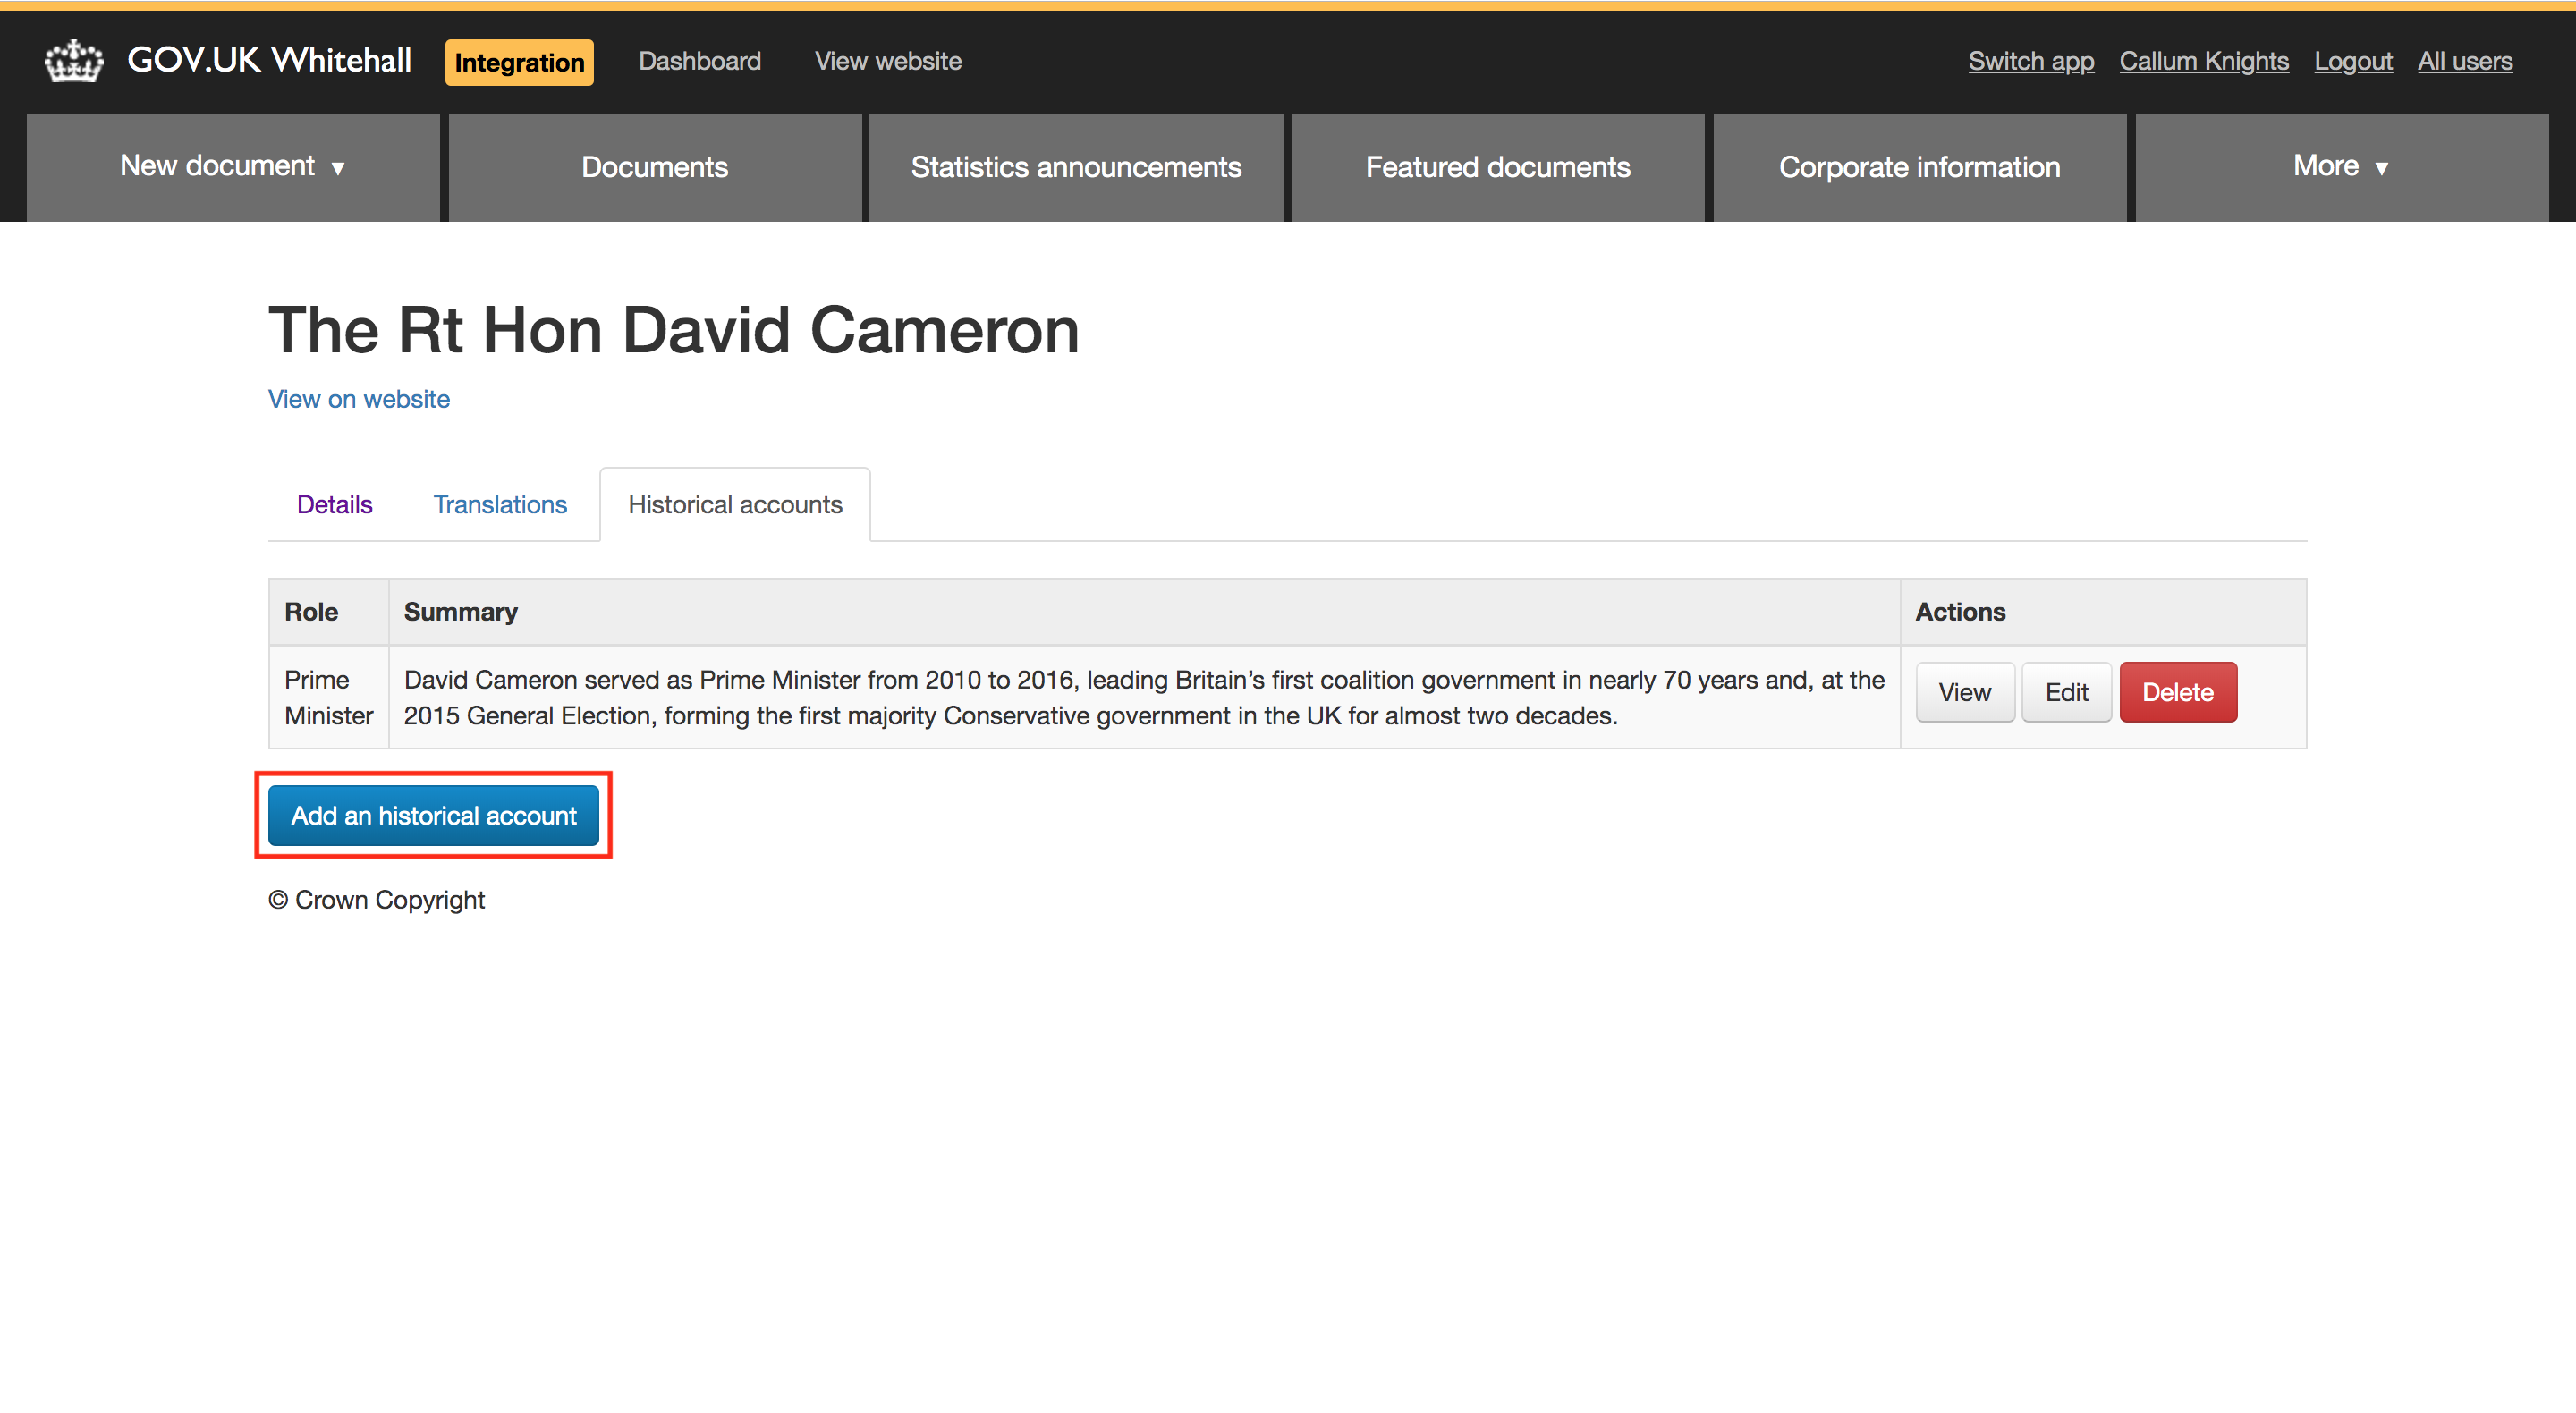 GOV.UK Whitehall Integration Dashboard View website Switch app Callum Knights Logout All users
New document ▼ Documents Statistics announcements Featured documents Corporate information More ▼
The Rt Hon David Cameron
View on website
Details Translations Historical accounts
Role Summary Actions
Prime David Cameron served as Prime Minister from 2010 to 2016, leading Britain’s first coalition government in nearly 70 years and, at the View Edit Delete
Minister 2015 General Election, forming the first majority Conservative government in the UK for almost two decades.
Add an historical account
© Crown Copyright